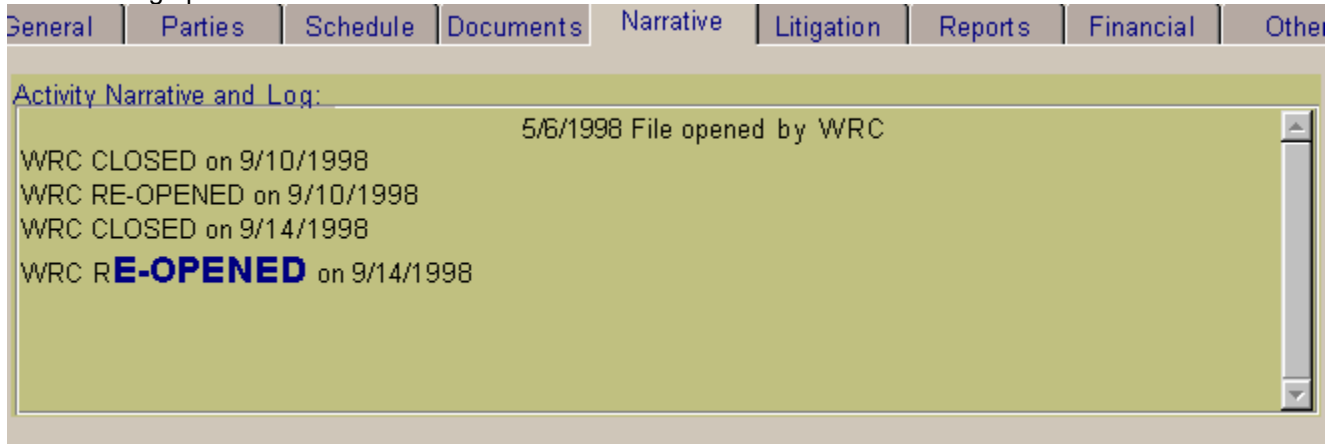 General Parties Schedule Documents Narrative Litigation Reports Financial Other
Activity Narrative and Log:
5/6/1998 File opened by WRC
WRC CLOSED on 9/10/1998
WRC RE-OPENED on 9/10/1998
WRC CLOSED on 9/14/1998
WRC RE-OPENED on 9/14/1998